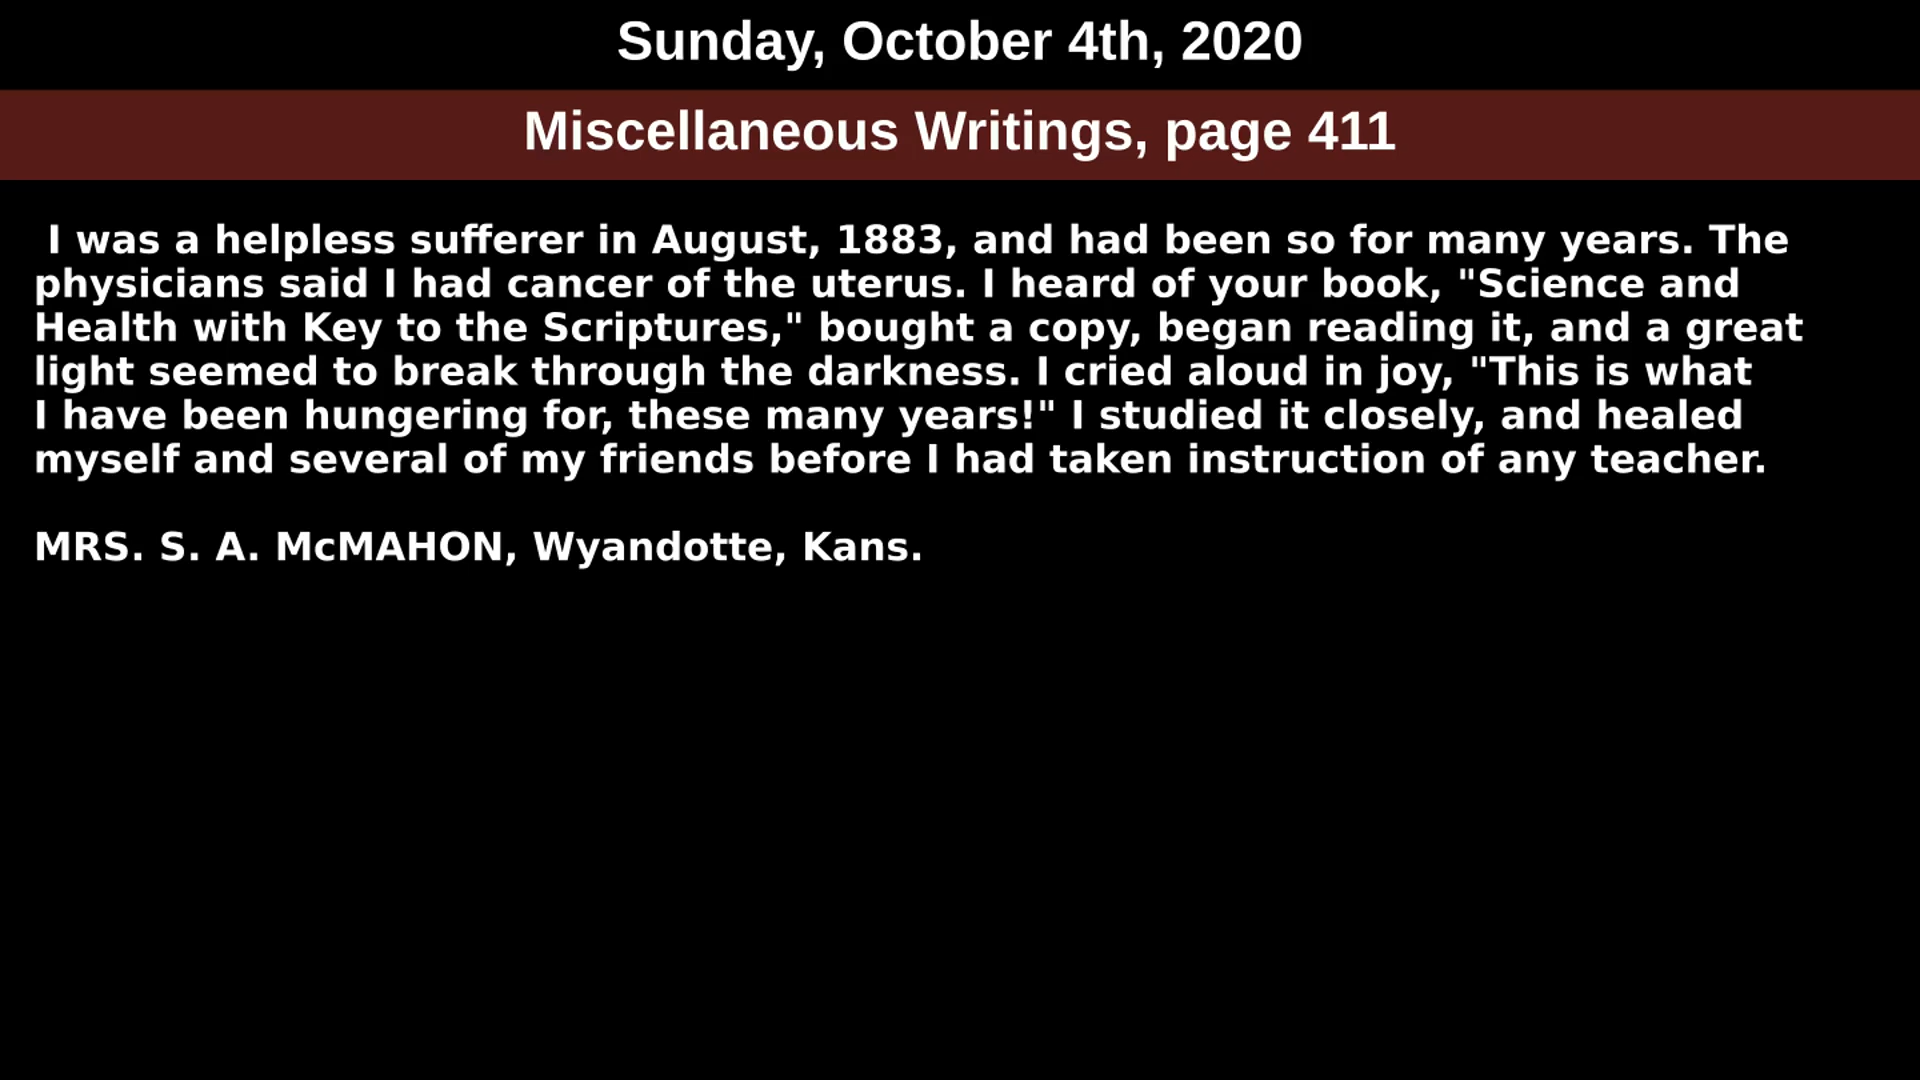 Sunday, October 4th, 2020
Miscellaneous Writings, page 411
I was a helpless sufferer in August, 1883, and had been so for many years. The
physicians said I had cancer of the uterus. I heard of your book, "Science and
Health with Key to the Scriptures," bought a copy, began reading it, and a great
light seemed to break through the darkness. I cried aloud in joy, "This is what
I have been hungering for, these many years!" I studied it closely, and healed
myself and several of my friends before I had taken instruction of any teacher.
MRS. S. A. McMAHON, Wyandotte, Kans.